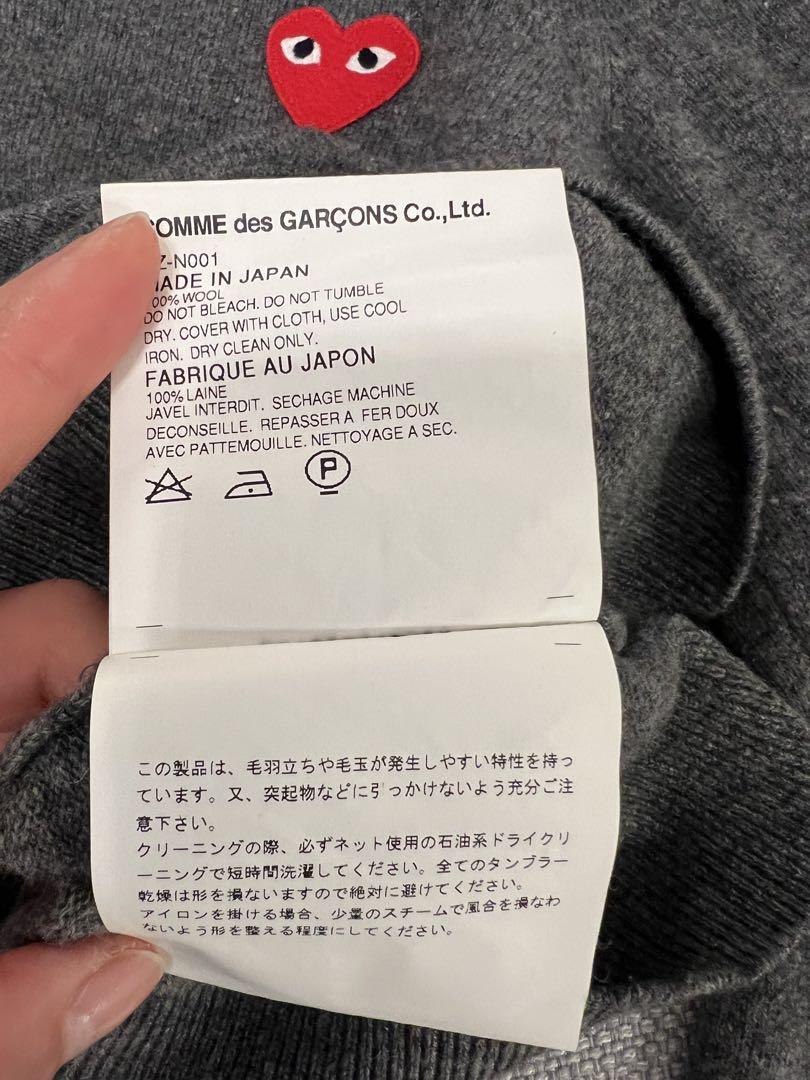 COMME des GARÇONS Co.,Ltd.
Z-N001
MADE IN JAPAN
100% WOOL
DO NOT BLEACH. DO NOT TUMBLE
DRY. COVER WITH CLOTH, USE COOL
IRON. DRY CLEAN ONLY.
FABRIQUE AU JAPON
100% LAINE
JAVEL INTERDIT. SECHAGE MACHINE
DECONSEILLE. REPASSER A FER DOUX
AVEC PATTEMOUILLE. NETTOYAGE A SEC.
P
この製品は、毛羽立ちや毛玉が発生しやすい特性を持っ
ています。又、突起物などに引っかけないよう充分ご注
意下さい。
クリーニングの際、必ずネット使用の石油系ドライクリ
ーニングで短時間洗濯してください。全てのタンブラー
乾燥は形を損ないますので絶対に避けてください。
アイロンを掛ける場合、少量のスチームで風合を損なわ
ないよう形を整える程度にしてください。